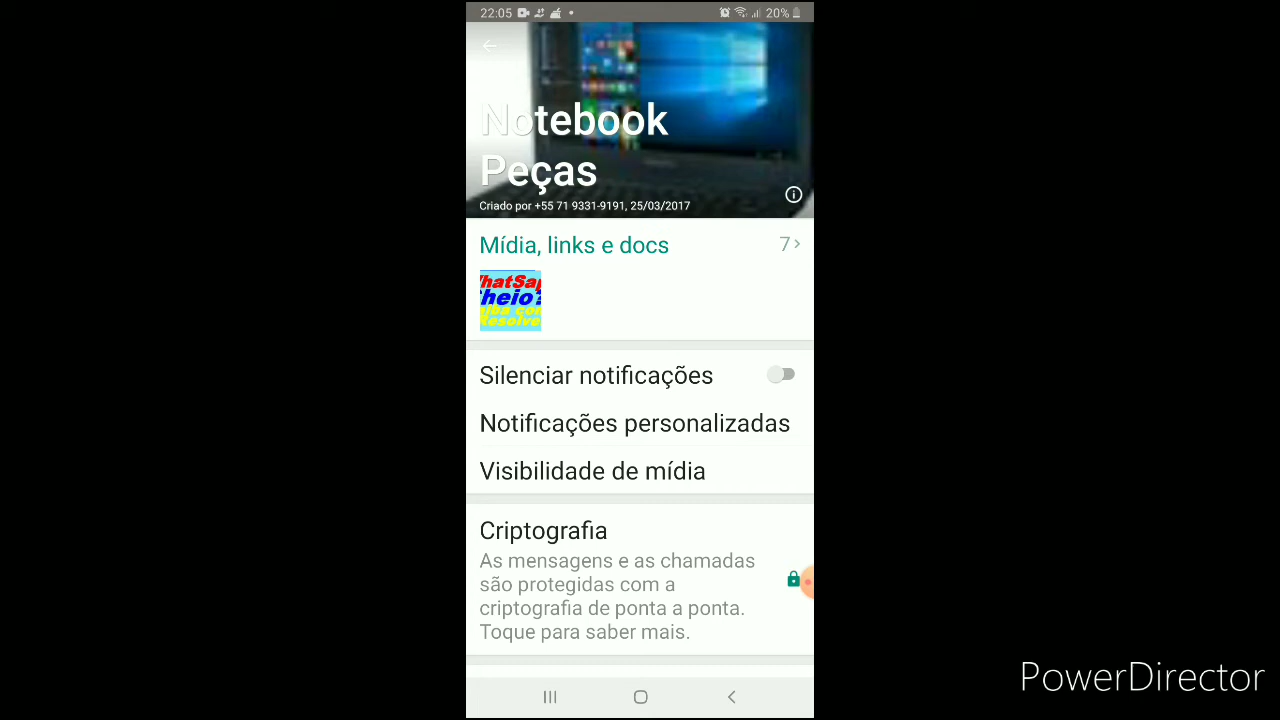 22:05
20%
Notebook
Peças
Criado por +55 71 9331-9191, 25/03/2017
Mídia, links e docs
7
Silenciar notificações
Notificações personalizadas
Visibilidade de mídia
Criptografia
As mensagens e as chamadas
são protegidas com a
criptografia de ponta a ponta.
Toque para saber mais.
PowerDirector